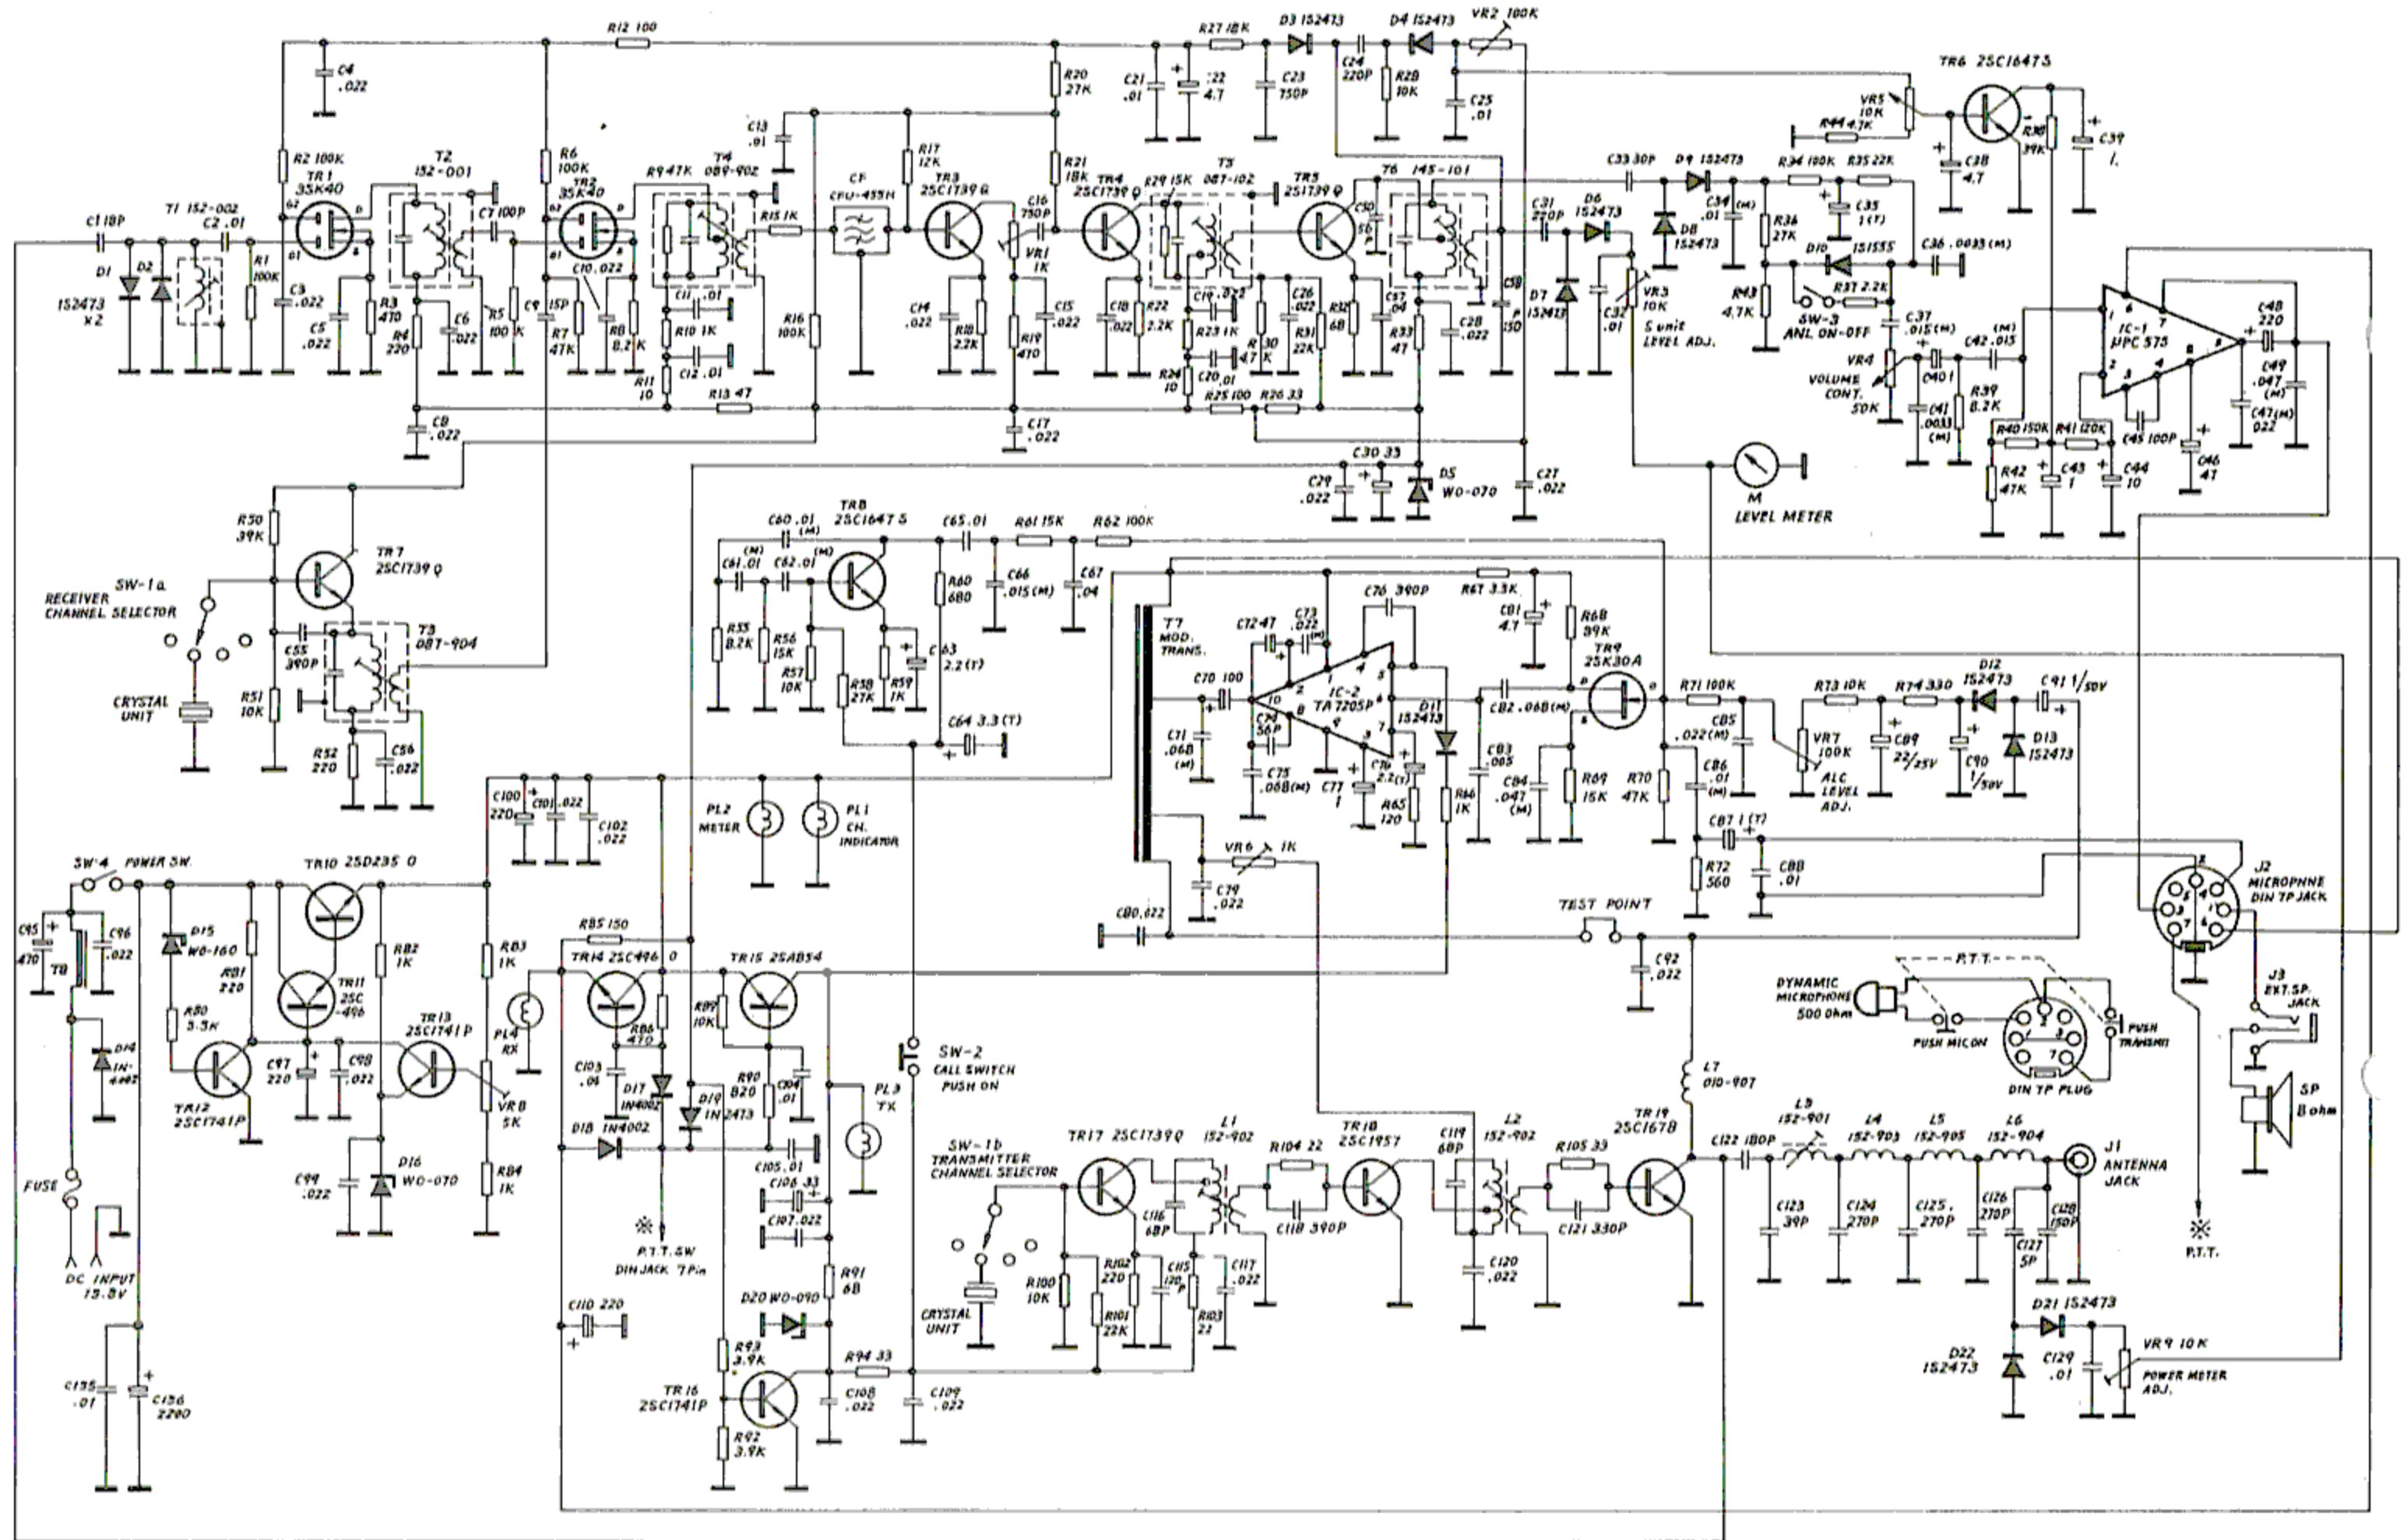 R12 100
R27 18K
D3 1S2473
D4 1S2473
VR2 100K
C4
.022
R20
27K
C21
.01
4.7
C23
750P
C24
220P
R28
10K
C25
.01
TR6 2SC1647S
VR5
10K
R44 4.7K
C38
4.7
39K
C39
1.
R2 100K
TR1
3SK40
T2
152-001
R6
100K
TR2
3SK40
R9 47K
T4
089-902
C13
.01
R17
12K
CF
CFU-455H
TR3
2SC1739Q
R21
18K
C16
750P
TR4
2SC1739Q
R29 15K
T5
087-102
TR5
2S1739Q
T6
145-101
C33 30P
D9 1S2473
R34 100K
R35 22K
C1 18P
T1 152-002
C2 .01
G2
D
G1
S
C7 100P
R15 1K
VR1
1K
C31
220P
D6
1S2473
D8
1S2473
C34
.01
(M)
C35
1(T)
R36
27K
D10
1S1555
C36 .0033(M)
D1
D2
1S2473
X2
R1
100K
C3
.022
C5
.022
R3
470
R4
220
C6
.022
R5
100K
C9 15P
C10 .022
R7
47K
R8
8.2K
C11 .01
R10 1K
C12 .01
R11
10
R16
100K
C14
.022
R18
2.2K
R19
470
C15
.022
C18
.022
R22
2.2K
C19 .022
R23 1K
C20 .01
R24
10
R30
4.7K
C26
.022
R31
22K
R32
68
C57
.04
R33
47
C28
.022
D7
1S2473
C32
.01
VR3
10K
S unit
LEVEL ADJ.
R43
4.7K
SW-3
ANL ON-OFF
R37 2.2K
C37
.015(M)
VR4
VOLUME
CONT.
50K
C40 1
C41
.0033
(M)
C42 .015
(M)
R39
8.2K
IC-1
μPC 575
C48
220
C49
.047
(M)
C47(M)
.022
C45 100P
C46
47
R40 150K
R41 120K
R42
47K
C43
1
C44
10
R13 47
R25 100
R26 33
C8
.022
C17
.022
C30 33
C29
.022
D5
WO-070
C27
.022
M
LEVEL METER
R50
39K
TR7
2SC1739Q
SW-1a
RECEIVER
CHANNEL SELECTOR
CRYSTAL
UNIT
C55
390P
T3
087-904
R51
10K
R52
220
C56
.022
TR8
2SC1647S
C60 .01
(M)
C61 .01
(M)
C62 .01
(M)
C65 .01
R61 15K
R62 100K
R60
680
C66
.015(M)
C67
.04
R55
8.2K
R56
15K
R57
10K
R58
27K
R59
1K
C63
2.2(T)
C64 3.3(T)
T7
MOD.
TRANS.
C70 100
C71
.068
(M)
C72 47
C73
.022
(M)
C76 390P
IC-2
TA7205P
C74
56P
C75
.068(M)
C77
1
2.2(T)
R65
120
D11
1S2473
R66
1K
R67 3.3K
C81
4.7
R68
39K
TR9
2SK30A
C82 .068(M)
C83
.005
C84
.047
(M)
R69
15K
R70
47K
R71 100K
C85
.022(M)
C86
.01
(M)
VR7
100K
ALC
LEVEL
ADJ.
R73 10K
R74 330
D12
1S2473
C91 1/50V
C89
22/25V
C90
1/50V
D13
1S2473
C87 1(T)
R72
560
C88
.01
VR6 1K
C79
.022
C80 .022
TEST POINT
C92
.022
J2
MICROPHNNE
DIN 7P JACK
J3
EXT.SP.
JACK
SP
8 ohm
P.T.T.
DYNAMIC
MICROPHONE
500 Ohm
PUSH MIC ON
PUSH
TRANSMIT
DIN 7P PLUG
※
P.T.T.
SW-4 POWER SW.
C95
470
T8
C96
.022
D15
WO-160
R80
3.3K
R81
220
TR10 2SD235 O
TR11
2SC
-496
R82
1K
R83
1K
TR12
2SC1741P
TR13
2SC1741P
C97
220
C98
.022
C99
.022
D16
WO-070
VR8
5K
R84
1K
D14
1N-
4002
FUSE
DC INPUT
13.8V
C135
.01
C136
2200
C100
220
C101 .022
C102
.022
PL2
METER
PL1
CH.
INDICATOR
R85 150
TR14 2SC496 O
TR15 2SA854
PL4
RX
R86
470
R89
10K
C103
.04
D17
1N4002
D18 1N4002
D19
1N2473
R90
820
C104
.01
PL3
TX
C105 .01
C106 33
C107 .022
※
P.T.T. SW
DIN JACK 7Pin
C110 220
D20 WO-090
R91
68
R93
3.9K
TR16
2SC1741P
R92
3.9K
R94 33
C108
.022
C109
.022
SW-2
CALL SWITCH
PUSH ON
SW-1b
TRANSMITTER
CHANNEL SELECTOR
CRYSTAL
UNIT
TR17 2SC1739Q
L1
152-902
R104 22
C118 390P
TR18
2SC1957
C119
68P
L2
152-902
R105 33
C121 330P
TR19
2SC1678
L7
010-907
C122 180P
L3
152-901
L4
152-903
L5
152-905
L6
152-904
J1
ANTENNA
JACK
C116
68P
R100
10K
R101
22K
R102
220
C115
120P
R103
22
C117
.022
C120
.022
C123
39P
C124
270P
C125.
270P
C126
270P
C127
5P
C128
150P
D21 1S2473
D22
1S2473
C129
.01
VR9 10K
POWER METER
ADJ.